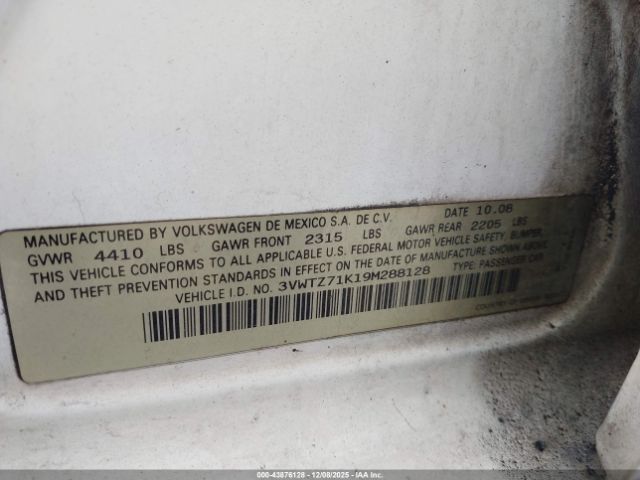 MANUFACTURED BY VOLKSWAGEN DE MEXICO S.A. DE C.V. DATE 10.08
GVWR 4410 LBS GAWR FRONT 2315 LBS GAWR REAR 2205 LBS
THIS VEHICLE CONFORMS TO ALL APPLICABLE U.S. FEDERAL MOTOR VEHICLE SAFETY, BUMPER,
AND THEFT PREVENTION STANDARDS IN EFFECT ON THE DATE OF MANUFACTURE SHOWN ABOVE.
VEHICLE I.D. NO. 3VWTZ71K19M288128 TYPE: PASSENGER CAR
000-43876128 - 12/08/2025 - IAAI.COM